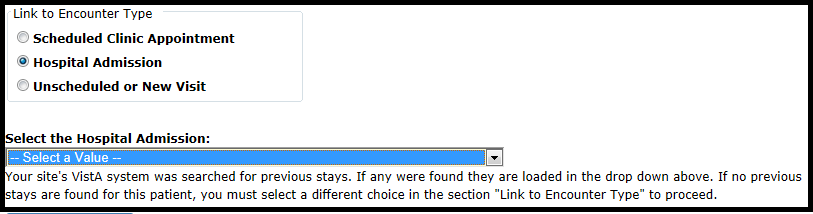 Link to Encounter Type
Scheduled Clinic Appointment
Hospital Admission
Unscheduled or New Visit
Select the Hospital Admission:
-- Select a Value --
Your site's VistA system was searched for previous stays. If any were found they are loaded in the drop down above. If no previous
stays are found for this patient, you must select a different choice in the section "Link to Encounter Type" to proceed.